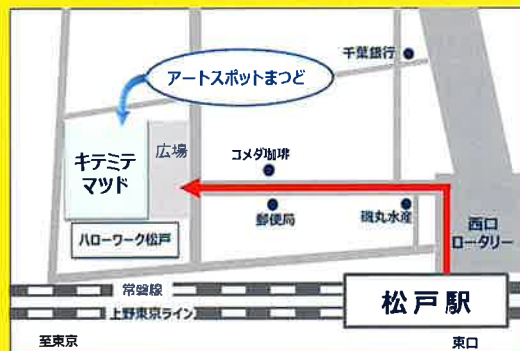 千葉銀行
アートスポットまつど
キテミテ
マツド
広場
コメダ珈琲
郵便局
磯丸水産
西口
ロータリー
ハローワーク松戸
常磐線
上野東京ライン
松戸駅
至東京
東口